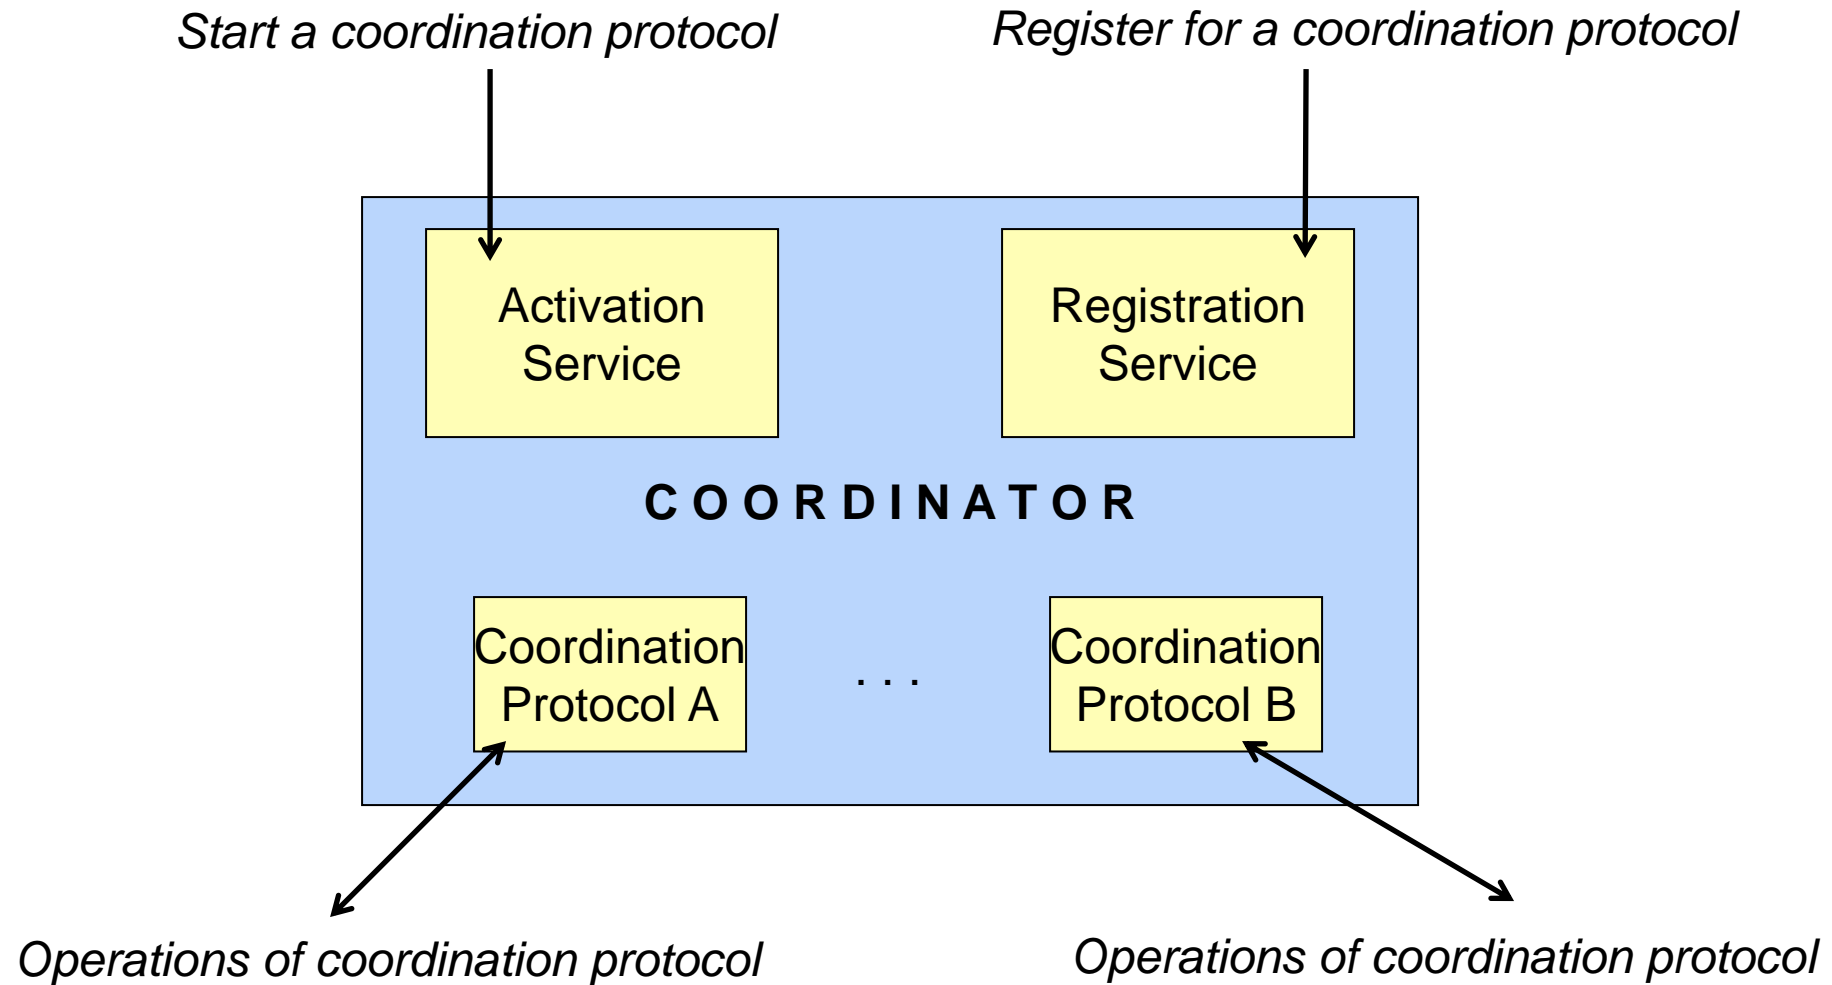 Start a coordination protocol
Register for a coordination protocol
Activation
Service
Registration
Service
C O O R D I N A T O R
Coordination
Protocol A
. . .
Coordination
Protocol B
Operations of coordination protocol
Operations of coordination protocol